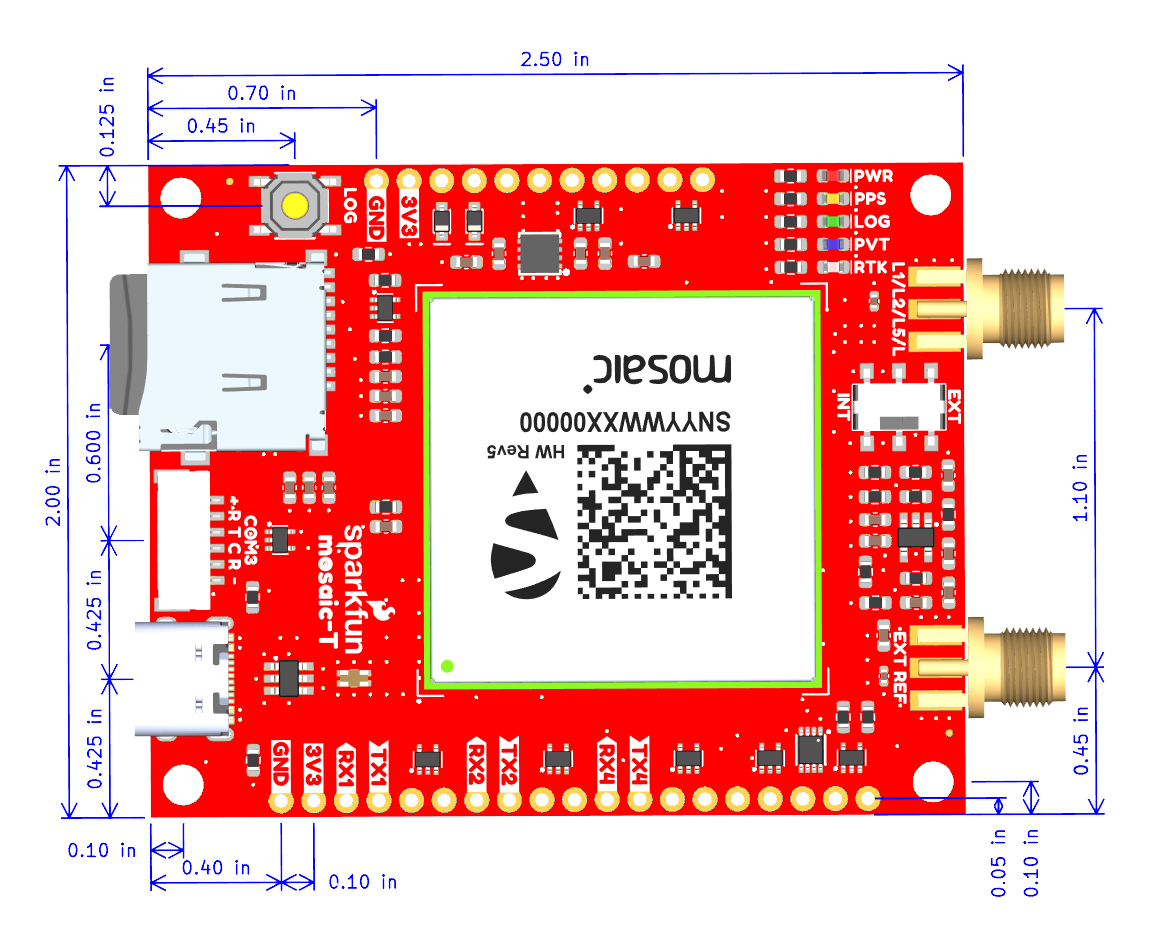 2.50 in
0.70 in
0.45 in
0.125 in
LOG
GND
3V3
PWR
PPS
LOG
PVT
RTK
L1/L2/L5/L
mosaic
SNYYWWXX00000
HW Rev5
INT
EXT
0.600 in
2.00 in
1.10 in
+ R T C R -
COM3
sparkfun
mosaic-T
0.425 in
EXT REF
0.425 in
0.45 in
GND
3V3
RX1
TX1
RX2
TX2
RX4
TX4
0.10 in
0.40 in
0.10 in
0.05 in
0.10 in